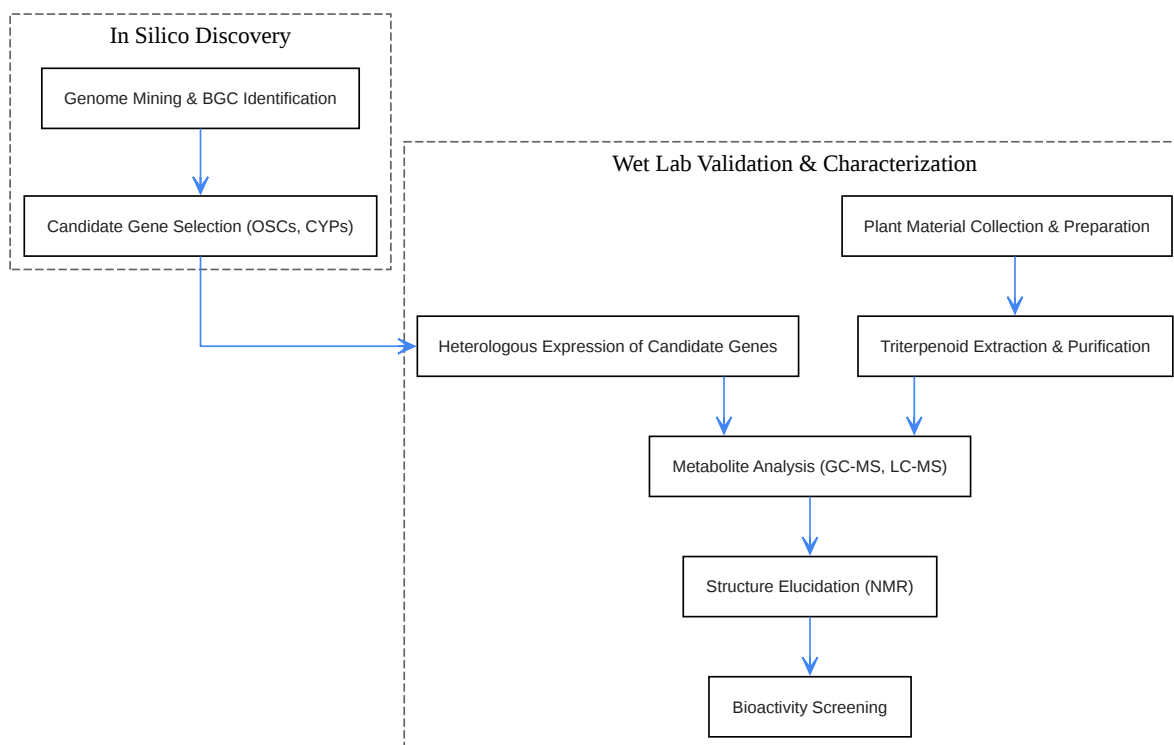 In Silico Discovery
Genome Mining & BGC Identification
Candidate Gene Selection (OSCs, CYPs)
Wet Lab Validation & Characterization
Plant Material Collection & Preparation
Heterologous Expression of Candidate Genes
Triterpenoid Extraction & Purification
Metabolite Analysis (GC-MS, LC-MS)
Structure Elucidation (NMR)
Bioactivity Screening